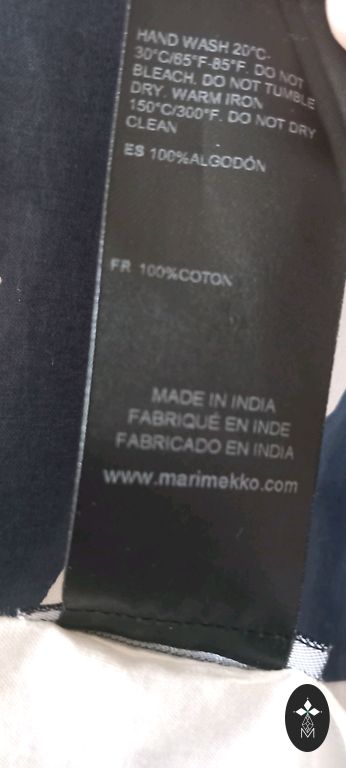 HAND WASH 20°C-
30°C/65°F-85°F. DO NOT
BLEACH. DO NOT TUMBLE
DRY. WARM IRON
150°C/300°F. DO NOT DRY
CLEAN
ES 100%ALGODÓN
FR 100%COTON
MADE IN INDIA
FABRIQUÉ EN INDE
FABRICADO EN INDIA
www.marimekko.com
M